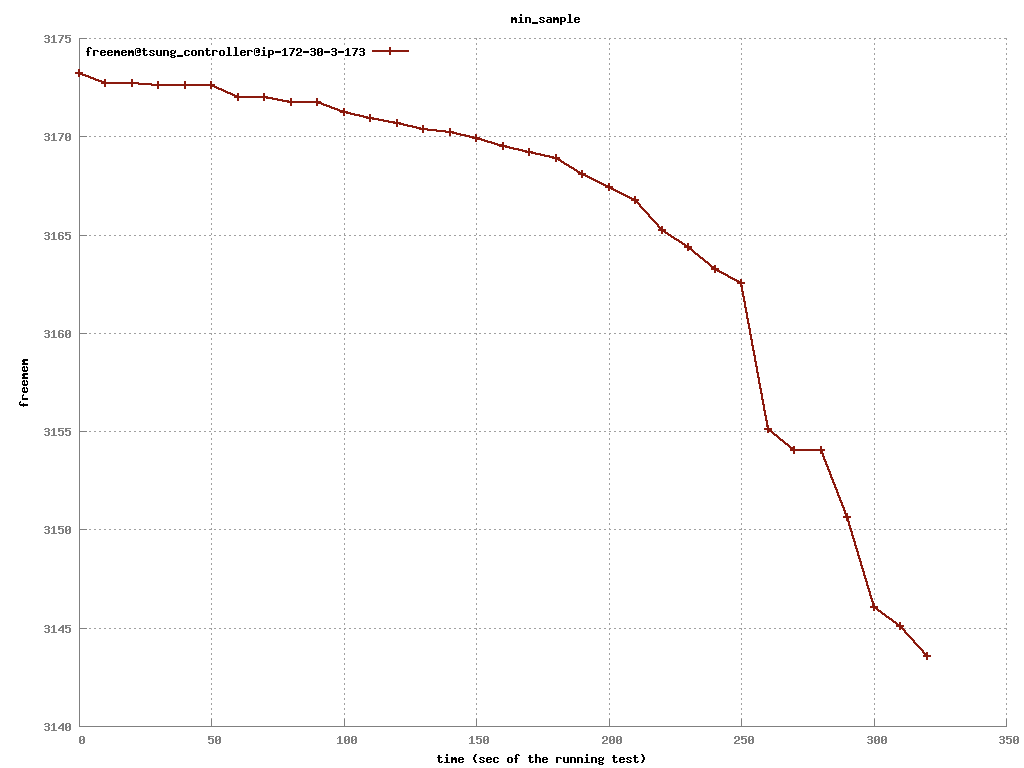 min_sample
3175
freemem@tsung_controller@ip-172-30-3-173
3170
3165
3160
freemem
3155
3150
3145
3140
0 50 100 150 200 250 300 350
time (sec of the running test)